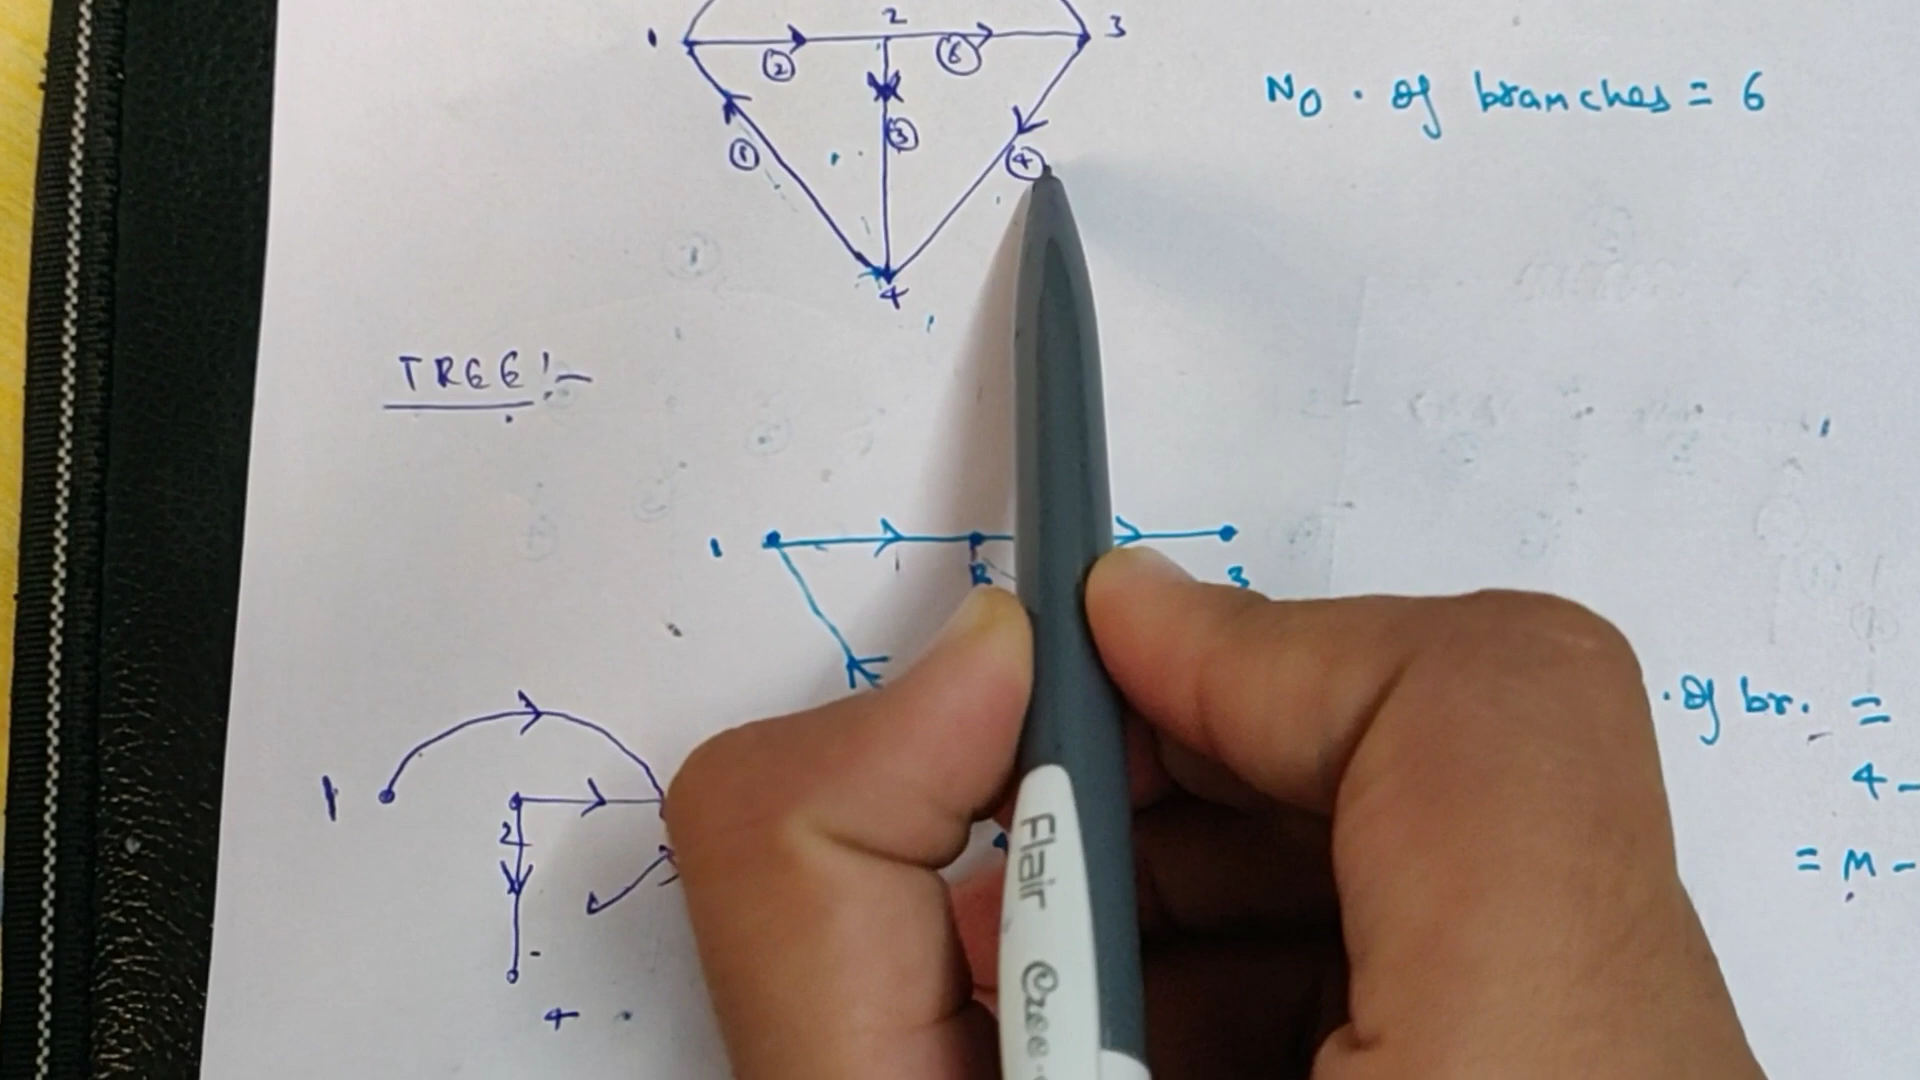 1 2 3
② ⑥
③
① ④
4
No. of branches = 6
TREE :-
1 2 3
. of br. =
4 -
= n -
1
2
4
Flair